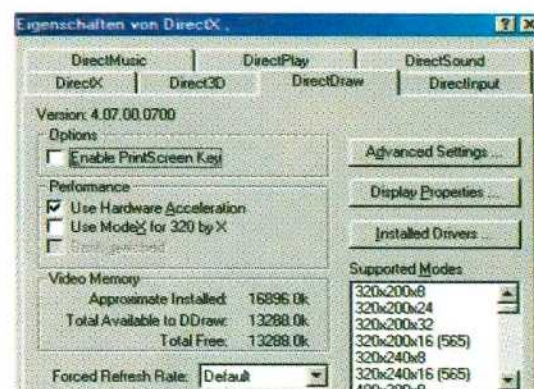 Eigenschaften von DirectX
DirectMusic DirectPlay DirectSound
DirectX Direct3D DirectDraw DirectInput
Version: 4.07.00.0700
Options
Enable PrintScreen Key
Advanced Settings ...
Performance
Use Hardware Acceleration
Use ModeX for 320 by X
Display Properties ...
Installed Drivers ...
Video Memory
Approximate Installed: 16896.0k
Total Available to DDraw: 13288.0k
Total Free: 13288.0k
Forced Refresh Rate: Default
Supported Modes
320x200x8
320x200x24
320x200x32
320x200x16 (565)
320x240x8
320x240x16 (565)